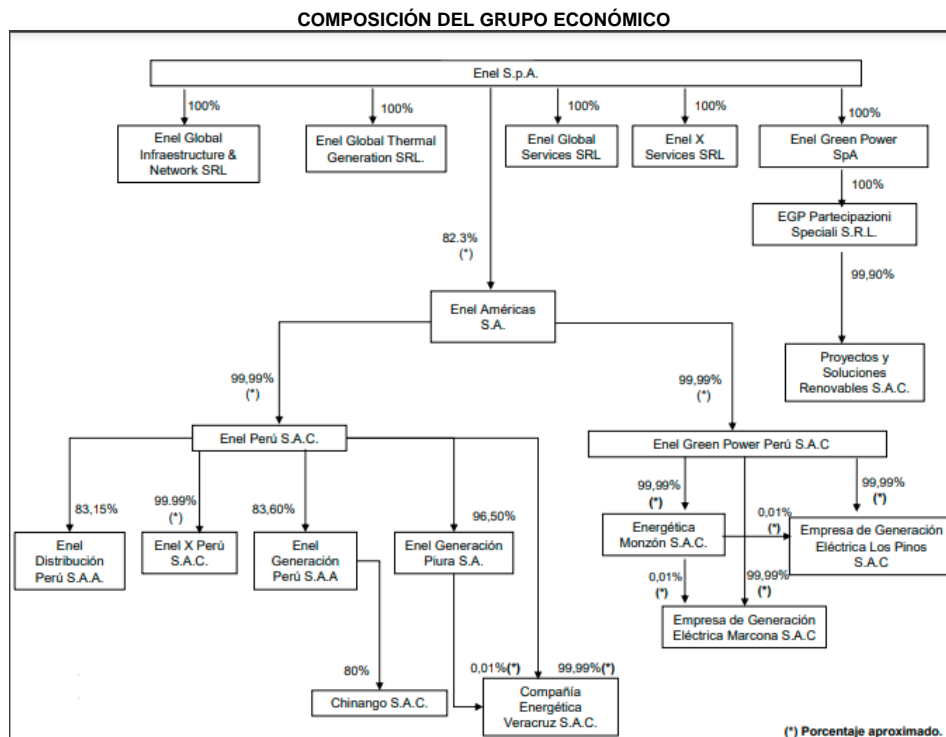 COMPOSICIÓN DEL GRUPO ECONÓMICO
Enel S.p.A.
100%
100%
100%
100%
100%
Enel Global
Infraestructure &
Network SRL
Enel Global Thermal
Generation SRL.
Enel Global
Services SRL
Enel X
Services SRL
Enel Green Power
SpA
100%
EGP Partecipazioni
Speciali S.R.L.
82.3%
(*)
99,90%
Enel Américas
S.A.
Proyectos y
Soluciones
Renovables S.A.C.
99,99%
(*)
99,99%
(*)
Enel Perú S.A.C.
Enel Green Power Perú S.A.C
83,15%
99.99%
(*)
83,60%
96,50%
99,99%
(*)
0,01%
(*)
99,99%
(*)
Enel
Distribución
Perú S.A.A.
Enel X Perú
S.A.C.
Enel
Generación
Perú S.A.A
Enel Generación
Piura S.A.
Energética
Monzón S.A.C.
Empresa de Generación
Eléctrica Los Pinos
S.A.C
0,01%
(*)
99,99%
(*)
Empresa de Generación
Eléctrica Marcona S.A.C
80%
0,01%(*)
99,99%(*)
Chinango S.A.C.
Compañía
Energética
Veracruz S.A.C.
(*) Porcentaje aproximado.